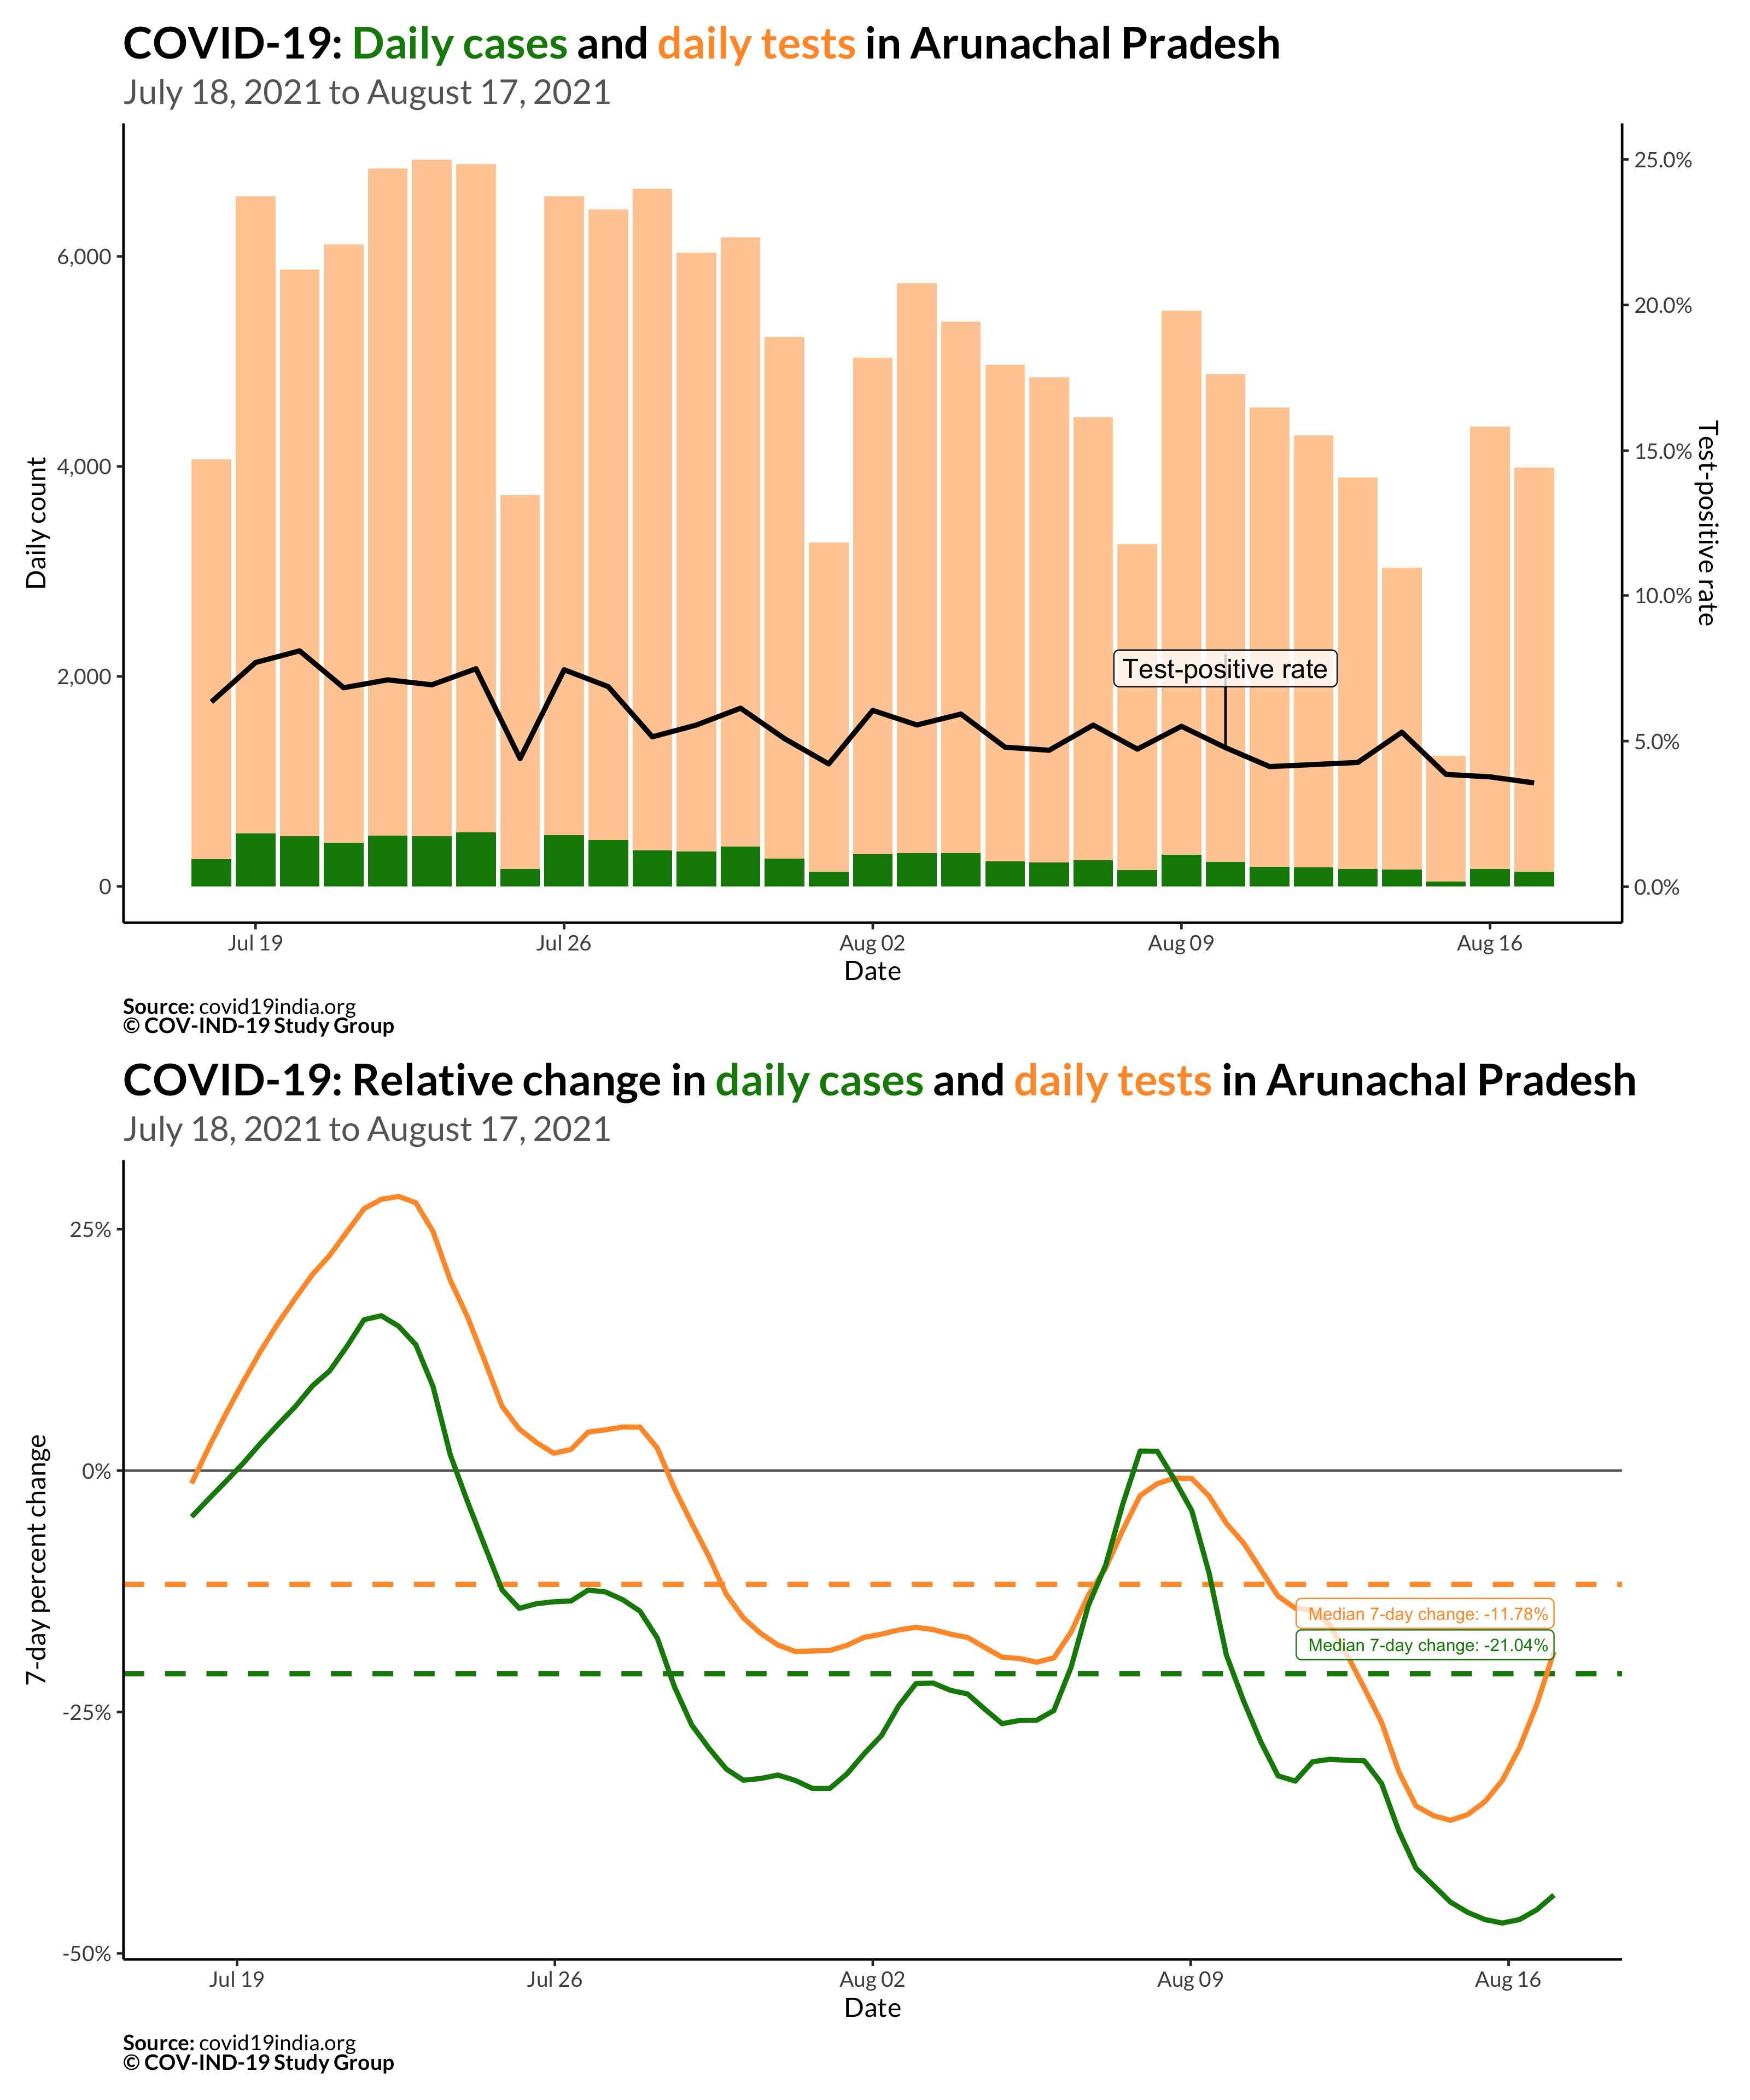 COVID-19: Daily cases and daily tests in Arunachal Pradesh
July 18, 2021 to August 17, 2021
Daily count
6,000
4,000
2,000
0
25.0%
20.0%
15.0%
10.0%
5.0%
0.0%
Test-positive rate
Test-positive rate
Jul 19
Jul 26
Aug 02
Aug 09
Aug 16
Date
Source: covid19india.org
© COV-IND-19 Study Group
COVID-19: Relative change in daily cases and daily tests in Arunachal Pradesh
July 18, 2021 to August 17, 2021
7-day percent change
25%
0%
-25%
-50%
Median 7-day change: -11.78%
Median 7-day change: -21.04%
Jul 19
Jul 26
Aug 02
Aug 09
Aug 16
Date
Source: covid19india.org
© COV-IND-19 Study Group